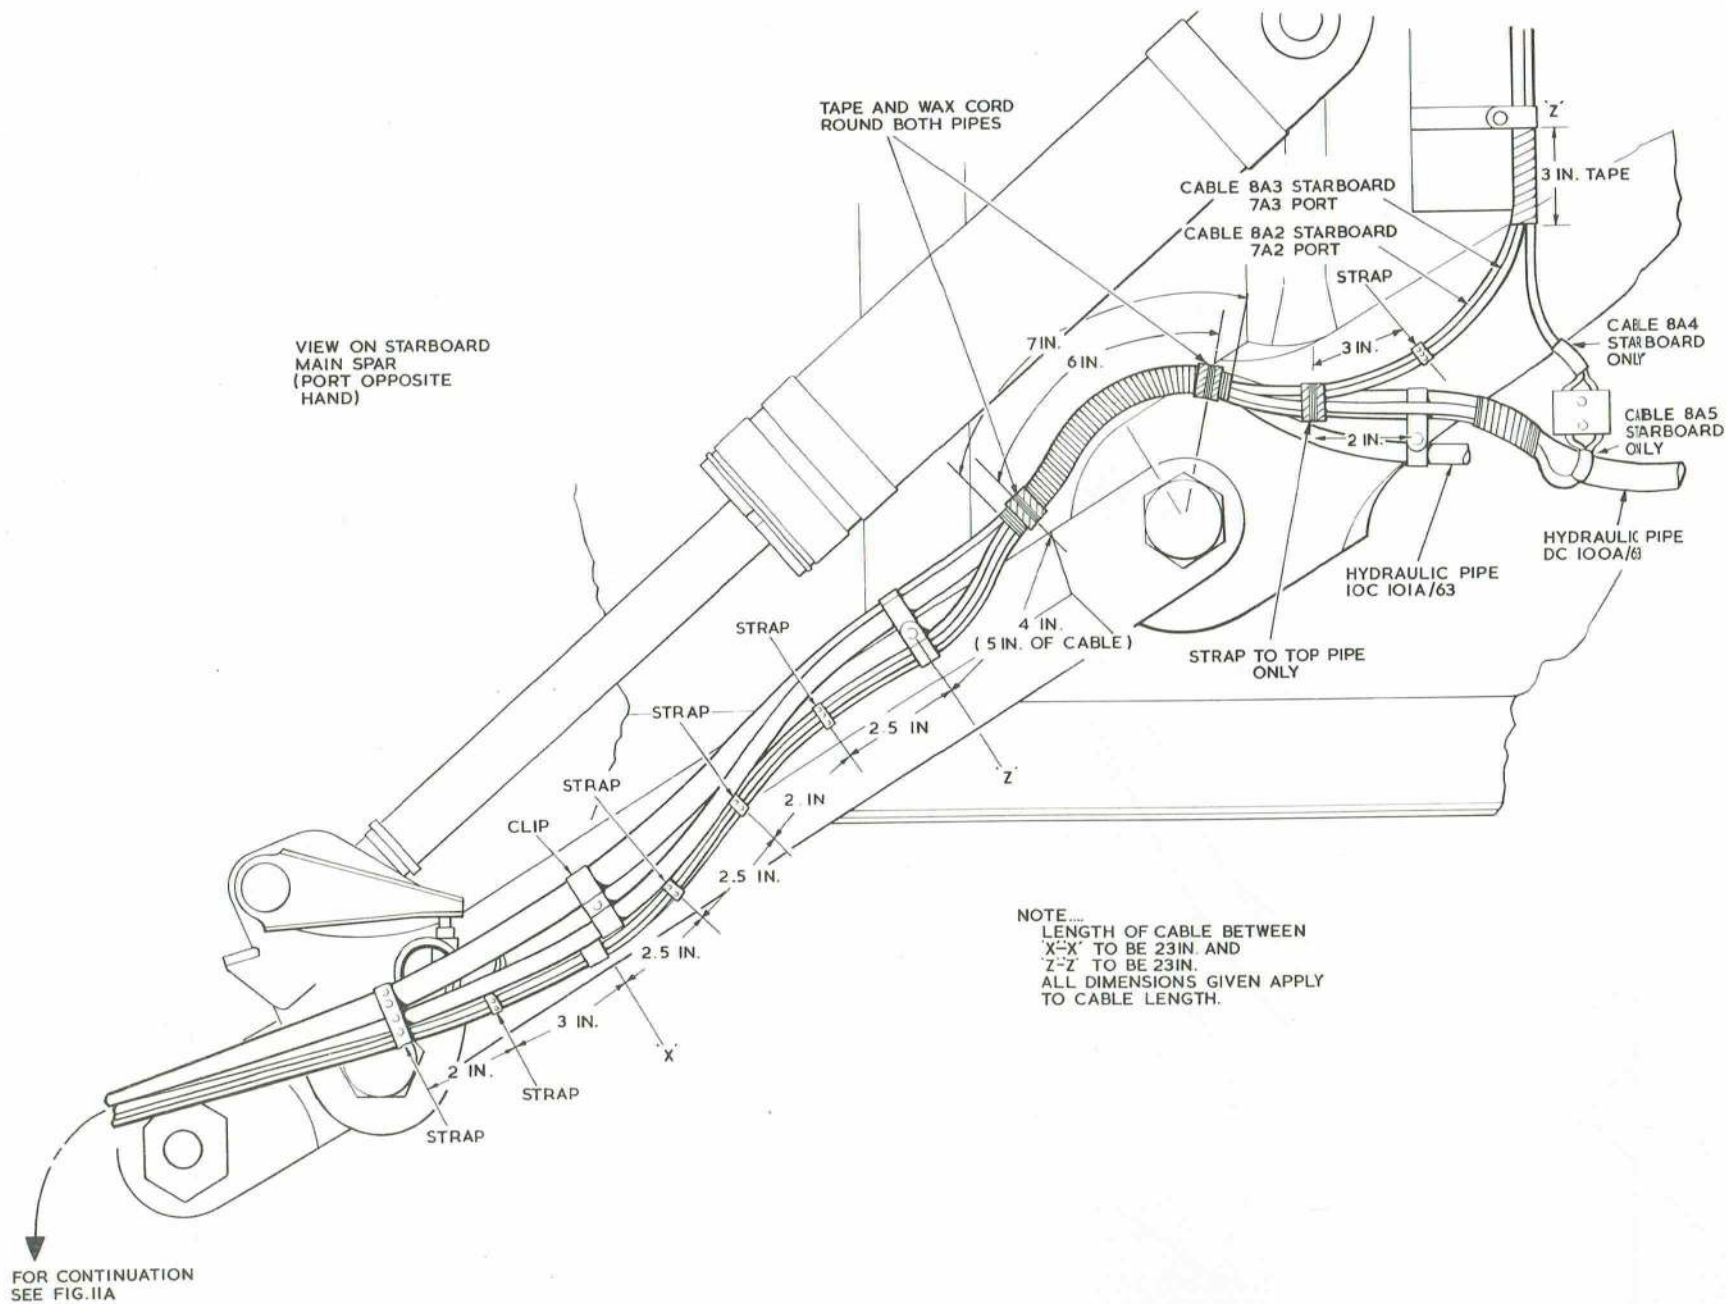 TAPE AND WAX CORD
ROUND BOTH PIPES
'Z'
3 IN. TAPE
CABLE 8A3 STARBOARD
7A3 PORT
CABLE 8A2 STARBOARD
7A2 PORT
STRAP
VIEW ON STARBOARD
MAIN SPAR
(PORT OPPOSITE
HAND)
7 IN.
6 IN.
3 IN.
CABLE 8A4
STARBOARD
ONLY
CABLE 8A5
STARBOARD
ONLY
2 IN.
HYDRAULIC PIPE
DC 100A/63
HYDRAULIC PIPE
10C 101A/63
STRAP TO TOP PIPE
ONLY
4 IN.
(5 IN. OF CABLE)
STRAP
STRAP
2.5 IN
'Z'
STRAP
2 IN
CLIP
2.5 IN.
2.5 IN.
3 IN.
'X'
2 IN.
STRAP
STRAP
NOTE....
LENGTH OF CABLE BETWEEN
'X-X' TO BE 23IN. AND
'Z-Z' TO BE 23IN.
ALL DIMENSIONS GIVEN APPLY
TO CABLE LENGTH.
FOR CONTINUATION
SEE FIG.11A